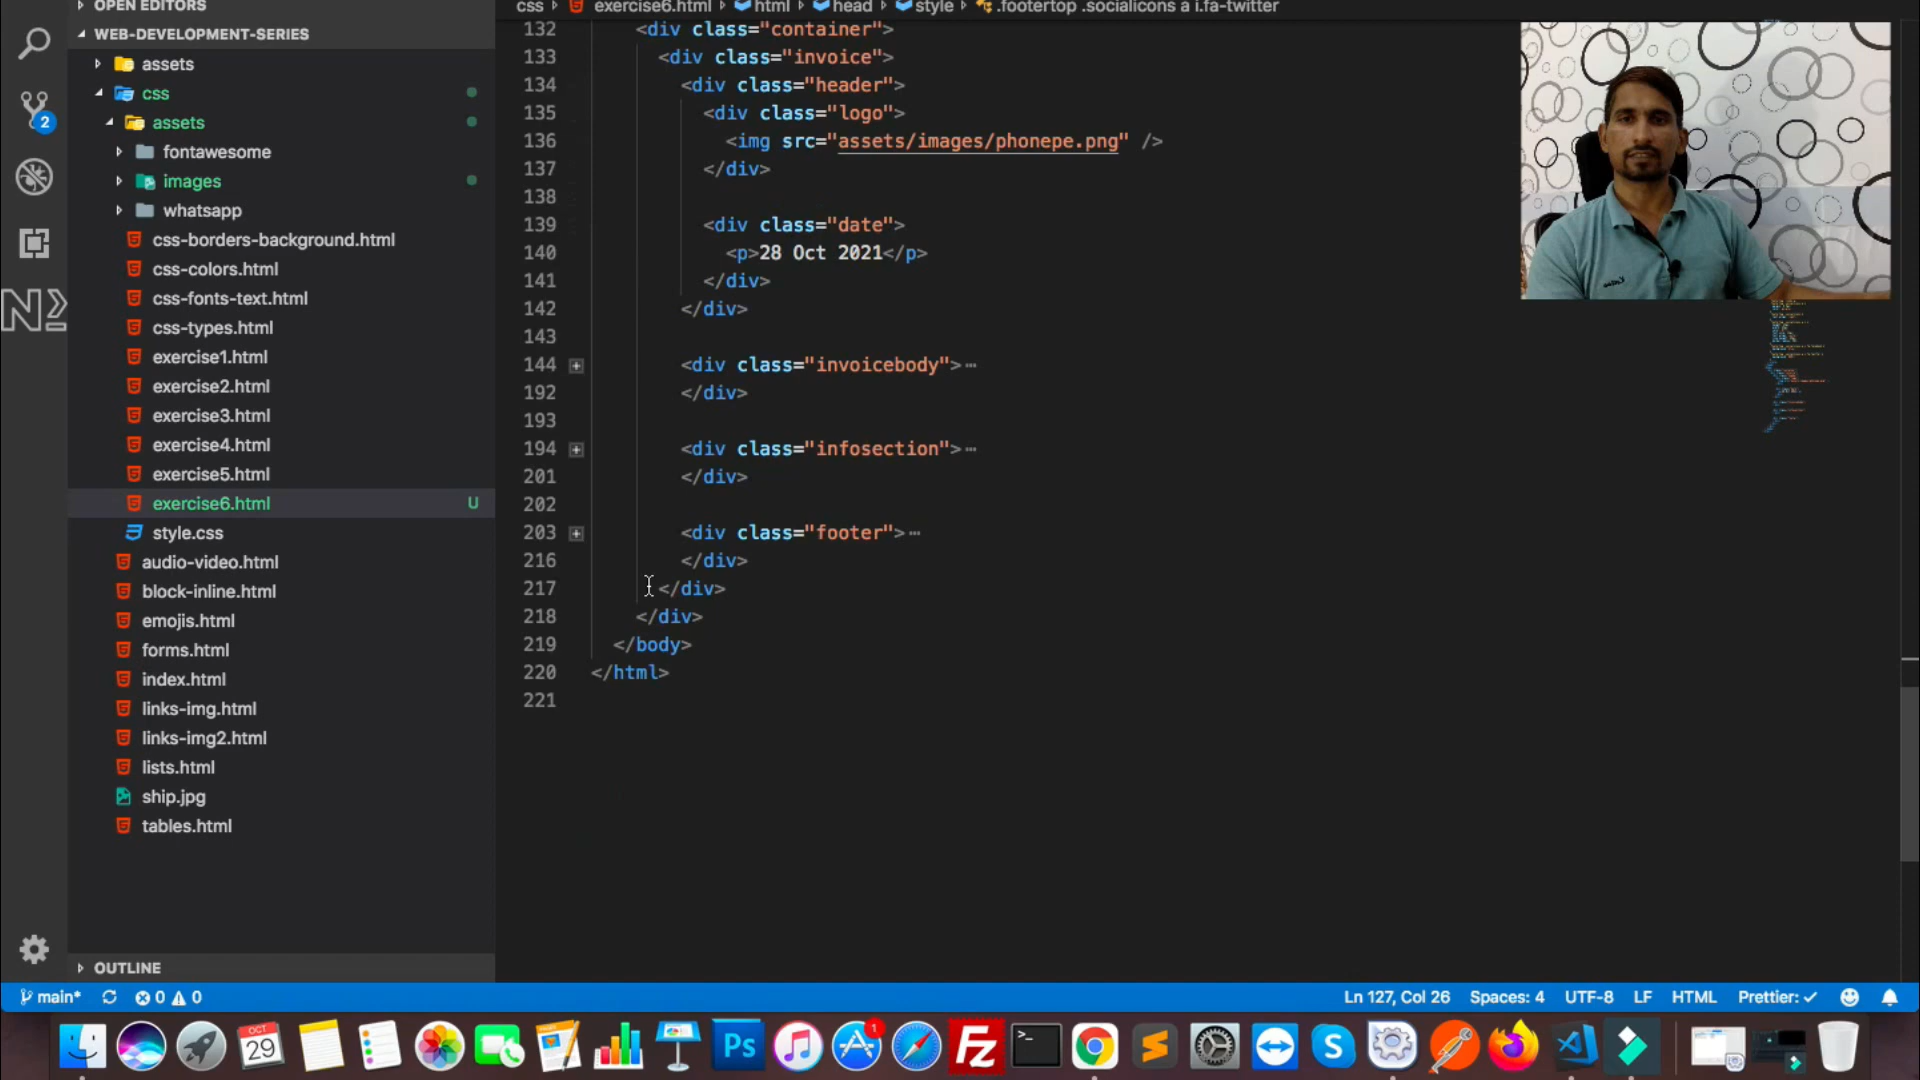 OPEN EDITORS
WEB-DEVELOPMENT-SERIES
assets
css
assets
fontawesome
images
whatsapp
css-borders-background.html
css-colors.html
css-fonts-text.html
css-types.html
exercise1.html
exercise2.html
exercise3.html
exercise4.html
exercise5.html
exercise6.html U
style.css
audio-video.html
block-inline.html
emojis.html
forms.html
index.html
links-img.html
links-img2.html
lists.html
ship.jpg
tables.html
OUTLINE
2
css › exercise6.html › html › head › style › .footertop .socialicons a i.fa-twitter
132 <div class="container">
133 <div class="invoice">
134 <div class="header">
135 <div class="logo">
136 <img src="assets/images/phonepe.png" />
137 </div>
138
139 <div class="date">
140 <p>28 Oct 2021</p>
141 </div>
142 </div>
143
144 <div class="invoicebody">⋯
192 </div>
193
194 <div class="infosection">⋯
201 </div>
202
203 <div class="footer">⋯
216 </div>
217 </div>
218 </div>
219 </body>
220 </html>
221
main* 0 0 Ln 127, Col 26 Spaces: 4 UTF-8 LF HTML Prettier: ✓
OCT
29
Ps
1
Fz
>_
S